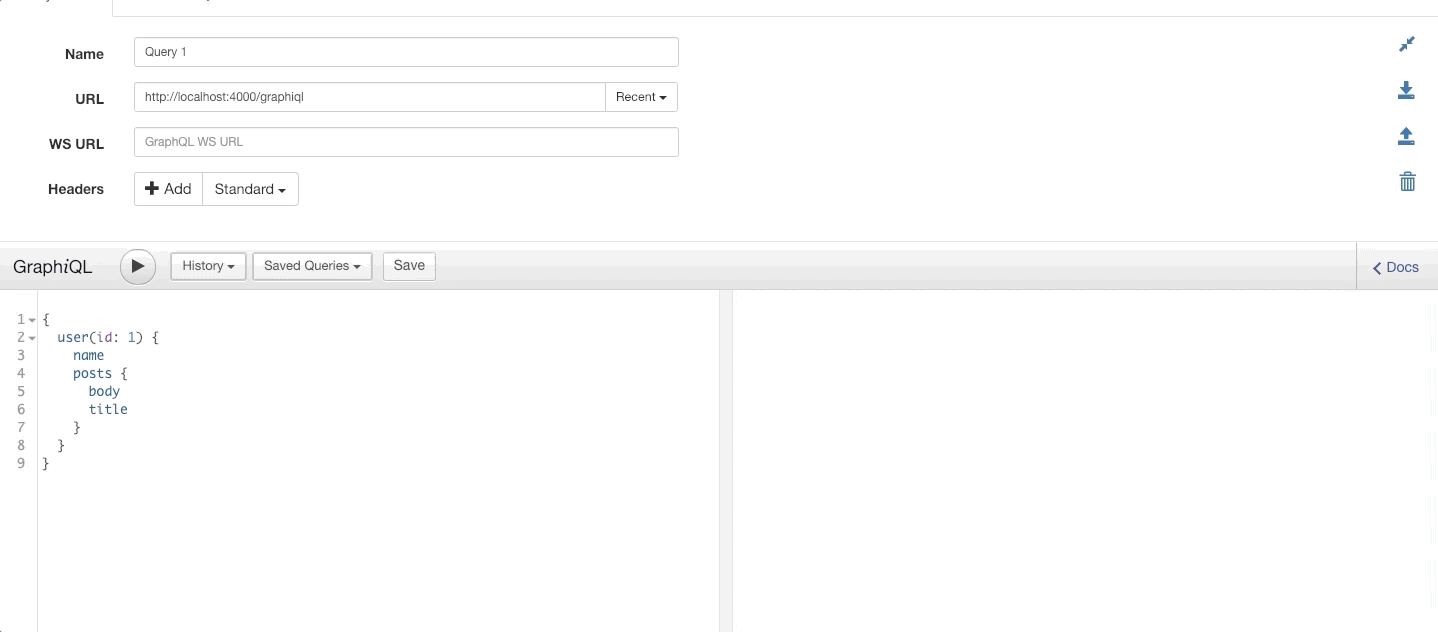 Name Query 1
URL http://localhost:4000/graphiql Recent
WS URL GraphQL WS URL
Headers Add Standard
GraphiQL History Saved Queries Save Docs
1 {
2 user(id: 1) {
3 name
4 posts {
5 body
6 title
7 }
8 }
9 }